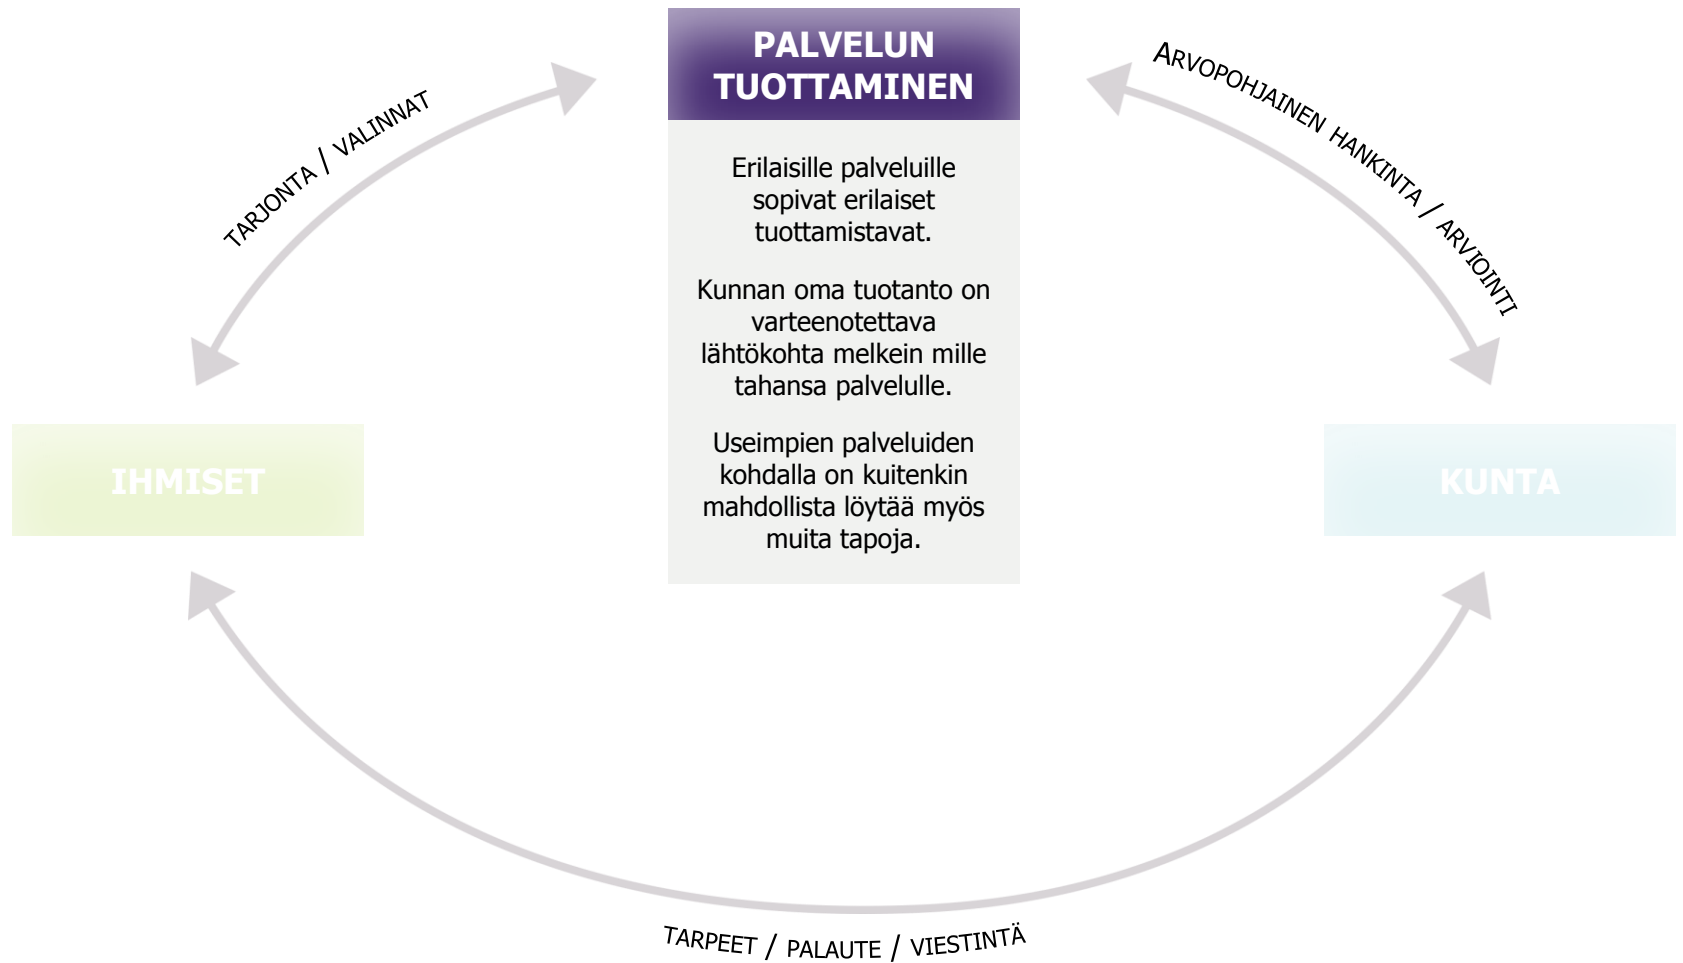 PALVELUN
TUOTTAMINEN
Erilaisille palveluille
sopivat erilaiset
tuottamistavat.
Kunnan oma tuotanto on
varteenotettava
lähtökohta melkein mille
tahansa palvelulle.
Useimpien palveluiden
kohdalla on kuitenkin
mahdollista löytää myös
muita tapoja.
TARJONTA / VALINNAT
ARVOPOHJAINEN HANKINTA / ARVIOINTI
IHMISET
KUNTA
TARPEET / PALAUTE / VIESTINTÄ